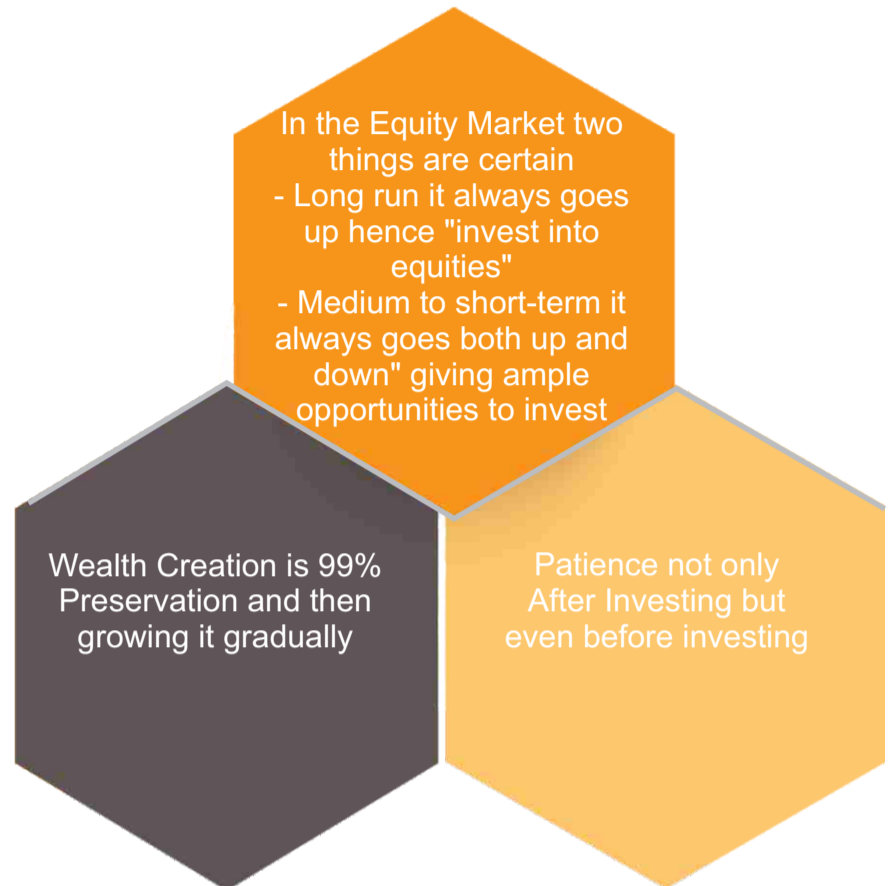 In the Equity Market two
things are certain
- Long run it always goes
up hence "invest into
equities"
- Medium to short-term it
always goes both up and
down" giving ample
opportunities to invest
Wealth Creation is 99%
Preservation and then
growing it gradually
Patience not only
After Investing but
even before investing